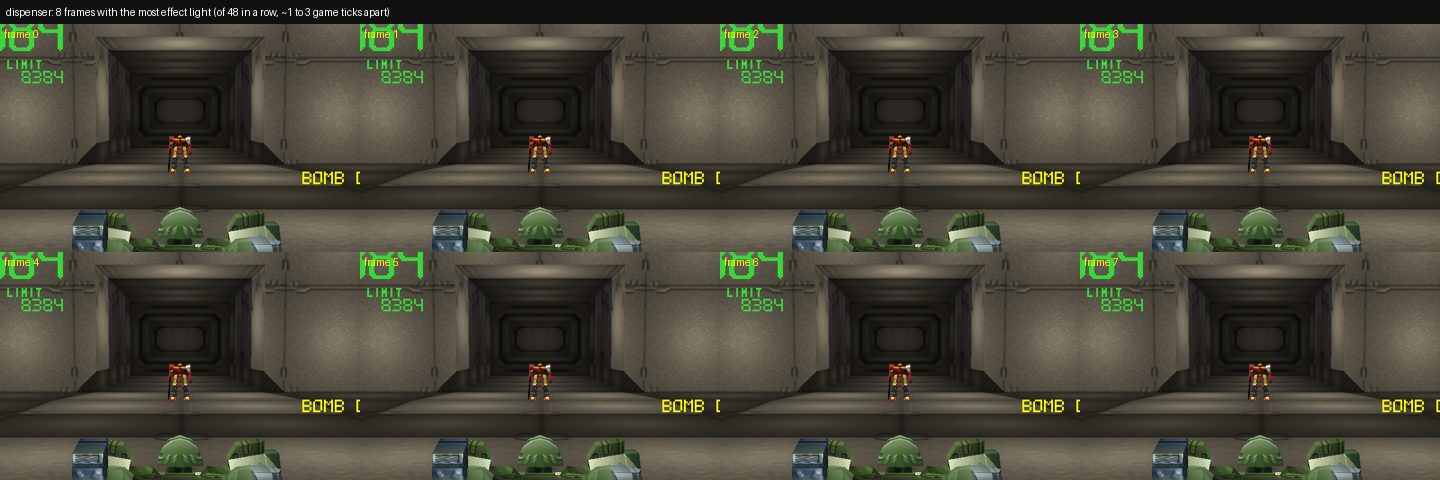 dispenser: 8 frames with the most effect light (of 48 in a row, ~1 to 3 game ticks apart)
frame 0 frame 1 frame 2 frame 3
LIMIT LIMIT LIMIT LIMIT
8384 8384 8384 8384
BOMB [ BOMB [ BOMB [ BOMB [
frame 4 frame 5 frame 6 frame 7
LIMIT LIMIT LIMIT LIMIT
8384 8384 8384 8384
BOMB [ BOMB [ BOMB [ BOMB [